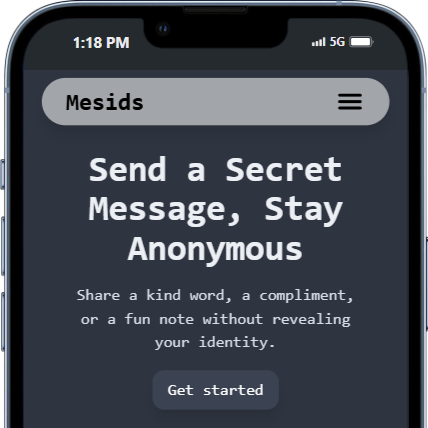 1:18 PM 5G
Mesids
Send a Secret
Message, Stay
Anonymous
Share a kind word, a compliment,
or a fun note without revealing
your identity.
Get started